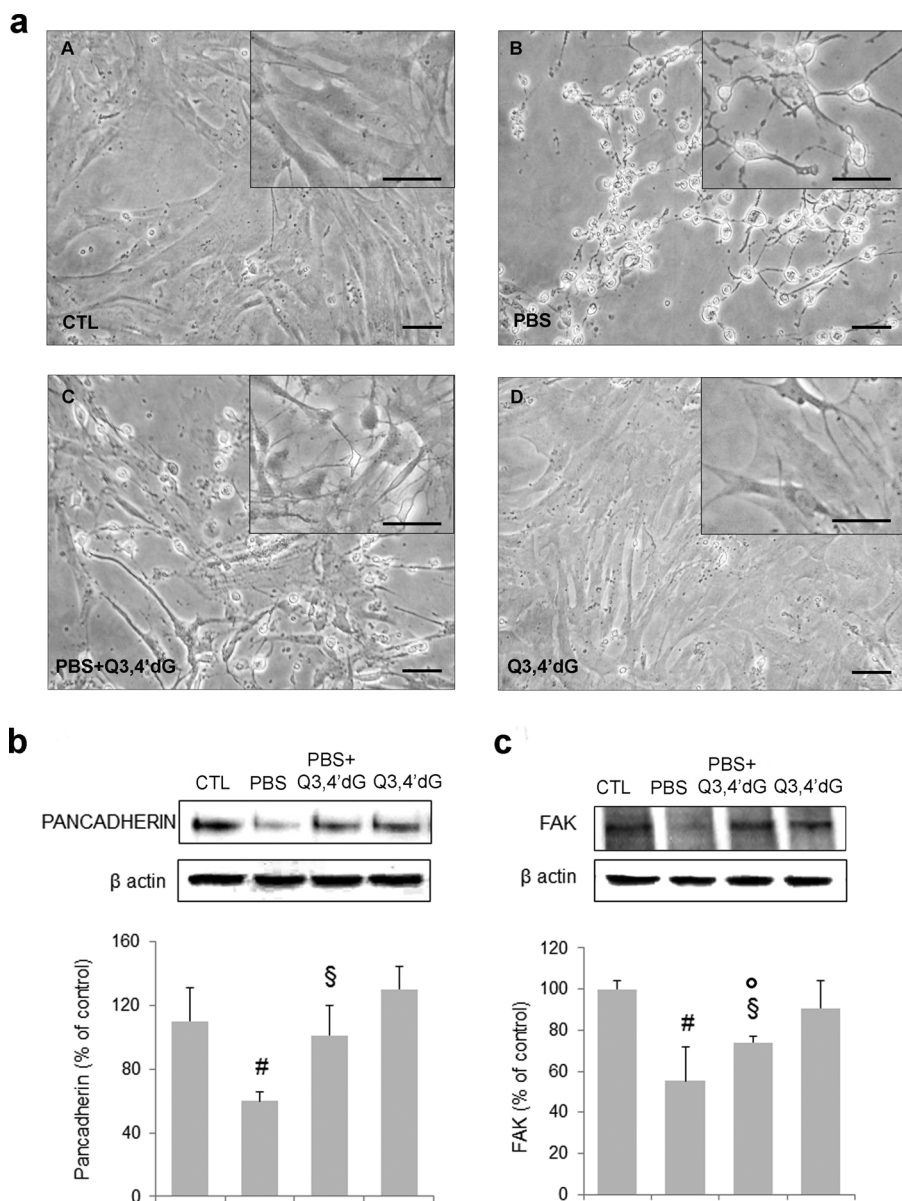 a
A
B
CTL
PBS
C
D
PBS+Q3,4'dG
Q3,4’dG
b
c
PBS+
CTL PBS Q3,4’dG Q3,4’dG
PANCADHERIN
β actin
PBS+
CTL PBS Q3,4’dG Q3,4’dG
FAK
β actin
Pancadherin (% of control)
160
120
80
40
0
#
§
FAK (% of control)
120
100
80
60
40
20
0
#
°
§